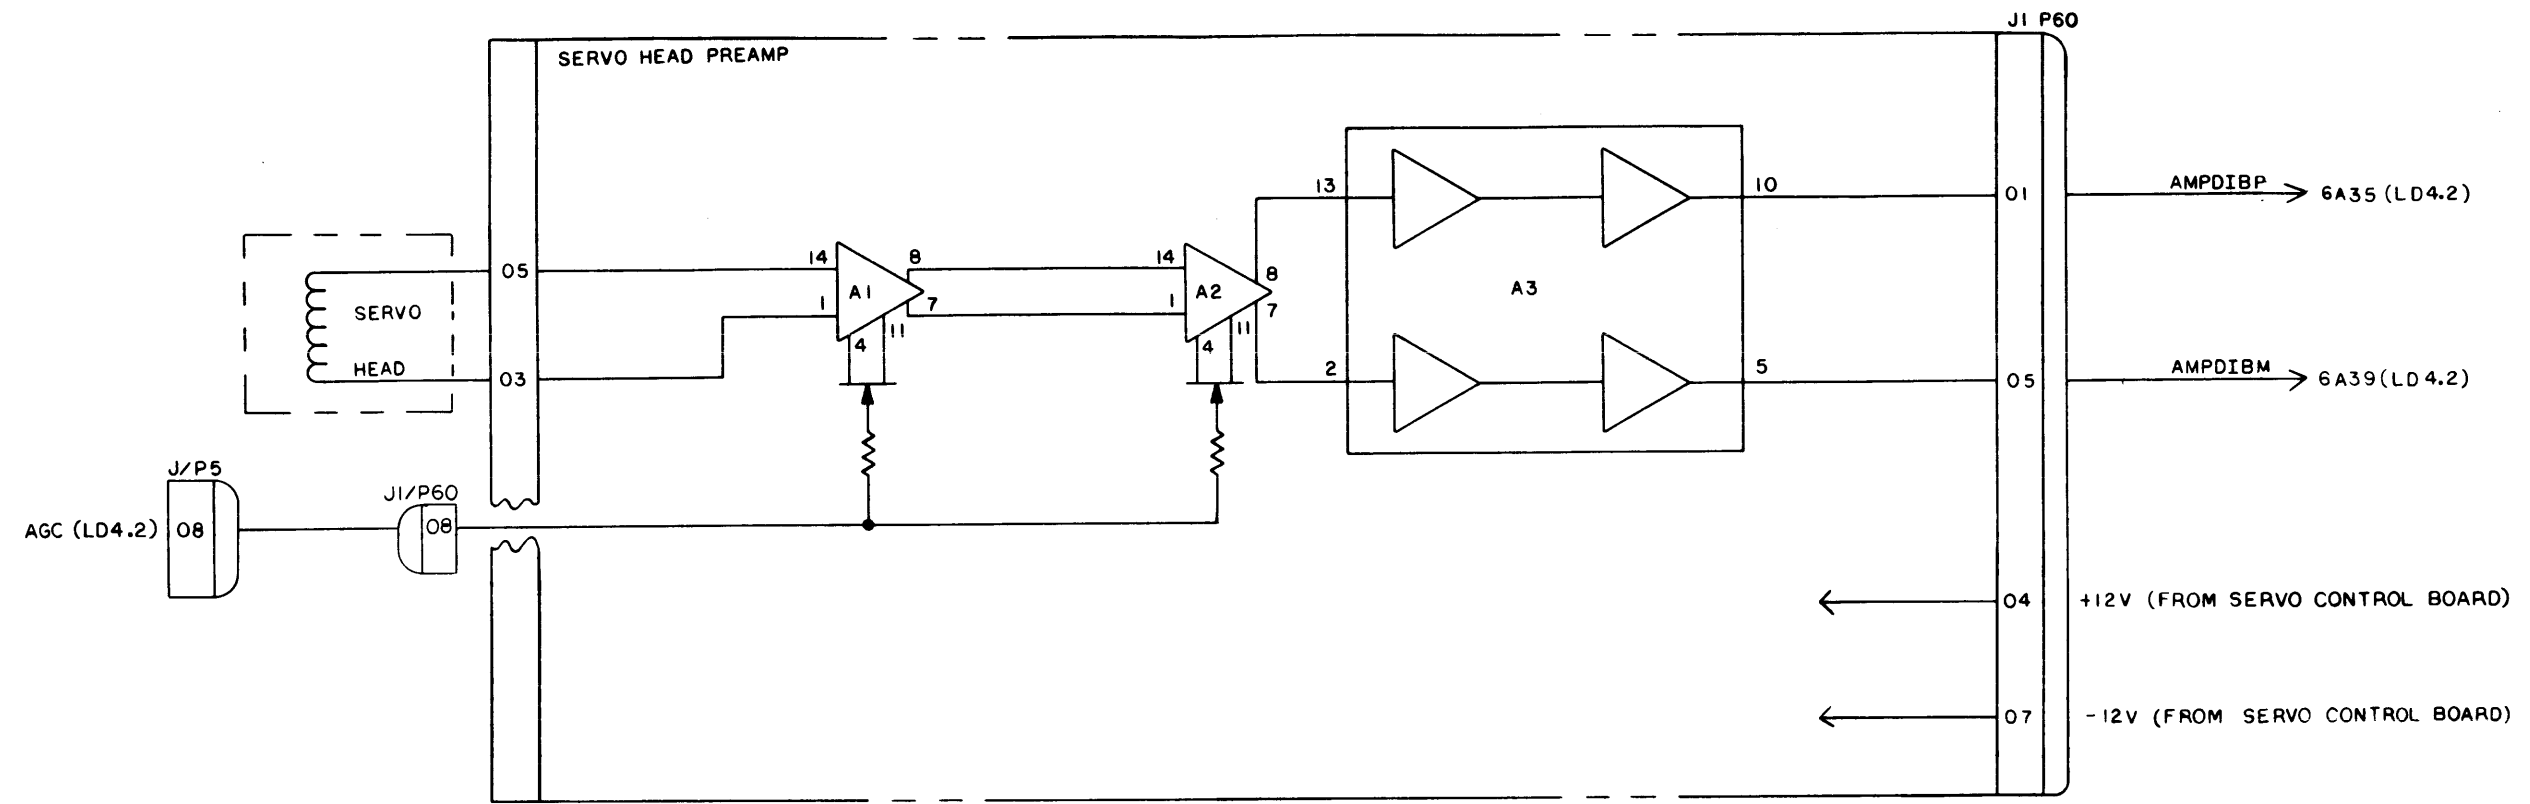 J1 P60
SERVO HEAD PREAMP
13
10
01
AMPDIBP
6A35 (LD4.2)
05
14
8
14
8
SERVO
1
A1
7
1
A2
7
A3
4
11
4
11
HEAD
03
2
5
05
AMPDIBM
6A39 (LD4.2)
J/P5
J1/P60
AGC (LD4.2)
08
08
04
+12V (FROM SERVO CONTROL BOARD)
07
-12V (FROM SERVO CONTROL BOARD)